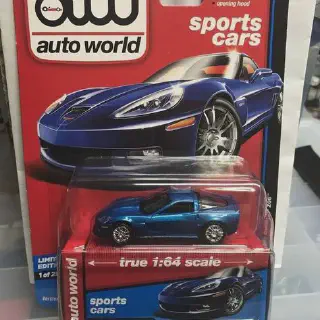 aw
opening hood
auto world
sports
cars
LIMITED
EDITION
true 1:64 scale
auto world
sports
cars